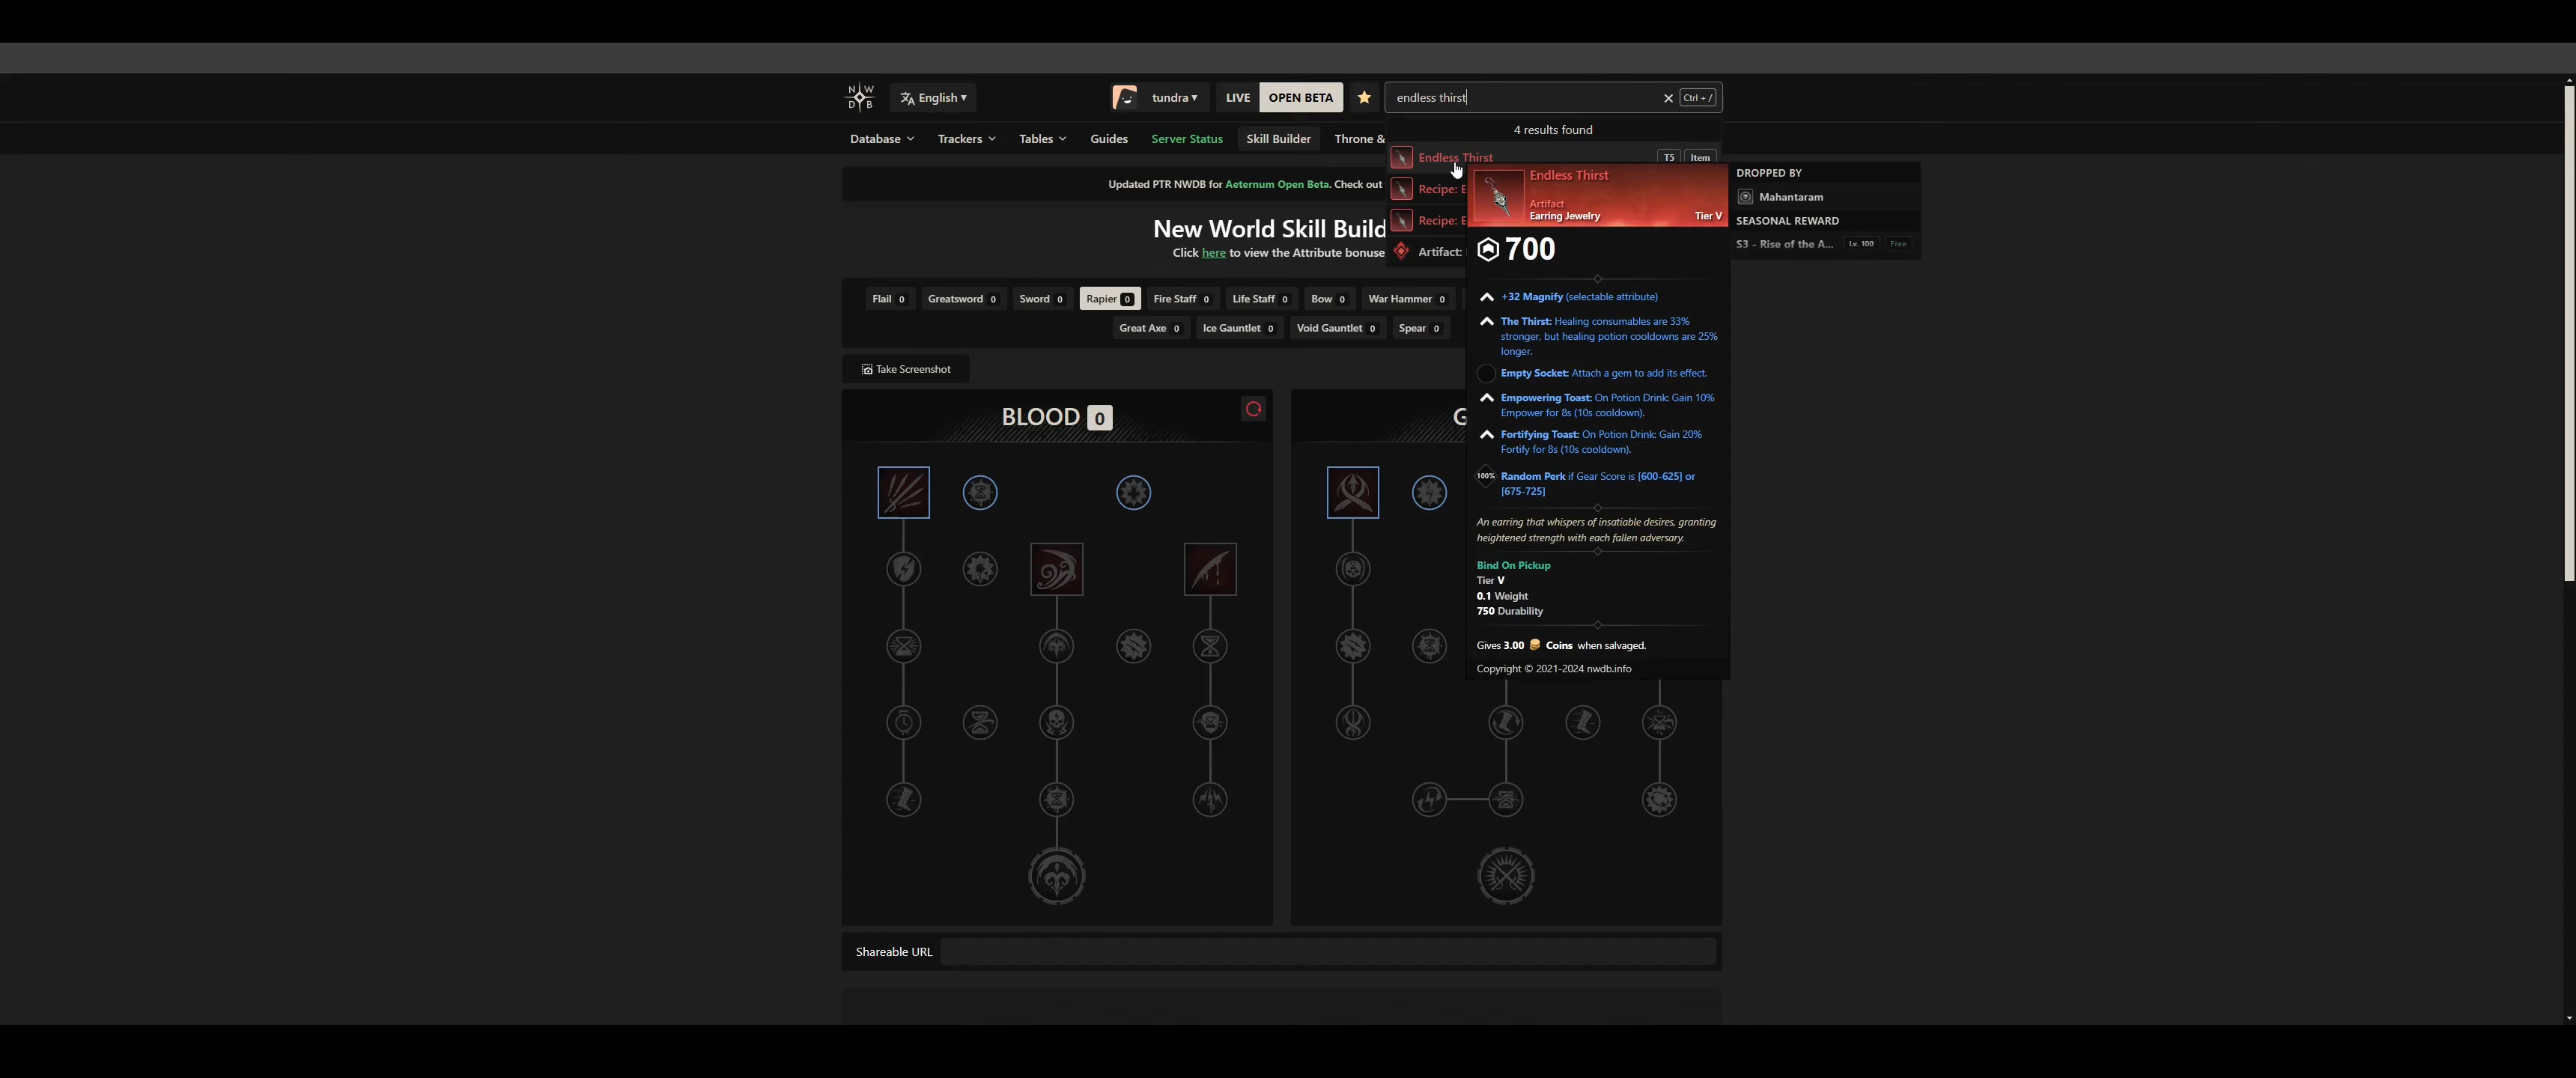 N W
D B
English ▾
tundra ▾
LIVE
OPEN BETA
endless thirst
Ctrl + /
Database
Trackers
Tables
Guides
Server Status
Skill Builder
Throne &
4 results found
Endless Thirst
T5
Item
Recipe: E
Recipe: E
Artifact:
Updated PTR NWDB for Aeternum Open Beta. Check out
New World Skill Build
Click here to view the Attribute bonuse
Flail 0
Greatsword 0
Sword 0
Rapier 0
Fire Staff 0
Life Staff 0
Bow 0
War Hammer 0
Great Axe 0
Ice Gauntlet 0
Void Gauntlet 0
Spear 0
Take Screenshot
BLOOD 0
G
Endless Thirst
Artifact
Earring Jewelry
Tier V
700
+32 Magnify (selectable attribute)
The Thirst: Healing consumables are 33%
stronger, but healing potion cooldowns are 25%
longer.
Empty Socket: Attach a gem to add its effect.
Empowering Toast: On Potion Drink: Gain 10%
Empower for 8s (10s cooldown).
Fortifying Toast: On Potion Drink: Gain 20%
Fortify for 8s (10s cooldown).
100%
Random Perk if Gear Score is [600-625] or
[675-725]
An earring that whispers of insatiable desires, granting
heightened strength with each fallen adversary.
Bind On Pickup
Tier V
0.1 Weight
750 Durability
Gives 3.00 Coins when salvaged.
Copyright © 2021-2024 nwdb.info
DROPPED BY
Mahantaram
SEASONAL REWARD
S3 - Rise of the A...
Lv. 100
Free
Shareable URL